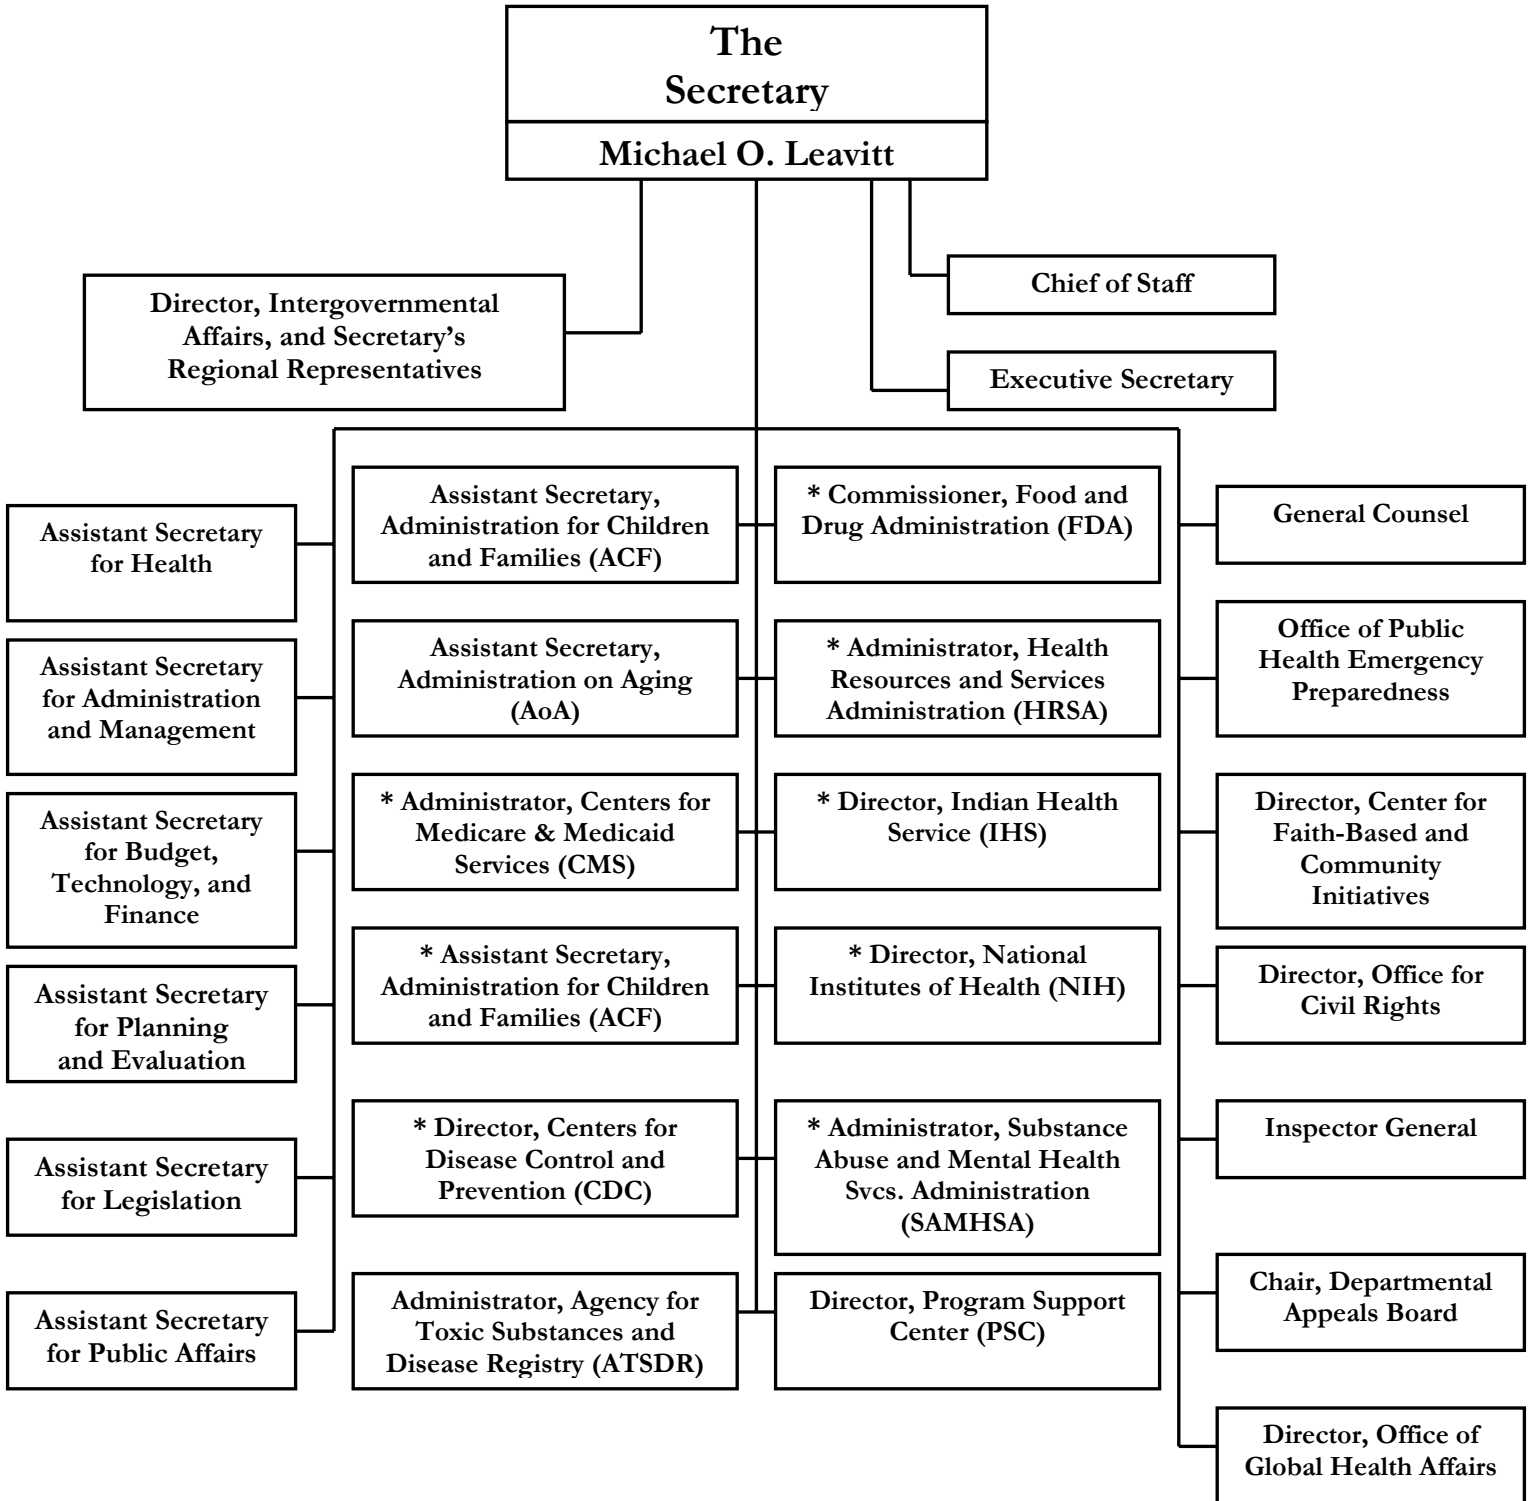 The
Secretary
Michael O. Leavitt
Director, Intergovernmental
Affairs, and Secretary’s
Regional Representatives
Chief of Staff
Executive Secretary
Assistant Secretary
for Health
Assistant Secretary
for Administration
and Management
Assistant Secretary
for Budget,
Technology, and
Finance
Assistant Secretary
for Planning
and Evaluation
Assistant Secretary
for Legislation
Assistant Secretary
for Public Affairs
Assistant Secretary,
Administration for Children
and Families (ACF)
Assistant Secretary,
Administration on Aging
(AoA)
* Administrator, Centers for
Medicare & Medicaid
Services (CMS)
* Assistant Secretary,
Administration for Children
and Families (ACF)
* Director, Centers for
Disease Control and
Prevention (CDC)
Administrator, Agency for
Toxic Substances and
Disease Registry (ATSDR)
* Commissioner, Food and
Drug Administration (FDA)
* Administrator, Health
Resources and Services
Administration (HRSA)
* Director, Indian Health
Service (IHS)
* Director, National
Institutes of Health (NIH)
* Administrator, Substance
Abuse and Mental Health
Svcs. Administration
(SAMHSA)
Director, Program Support
Center (PSC)
General Counsel
Office of Public
Health Emergency
Preparedness
Director, Center for
Faith-Based and
Community
Initiatives
Director, Office for
Civil Rights
Inspector General
Chair, Departmental
Appeals Board
Director, Office of
Global Health Affairs